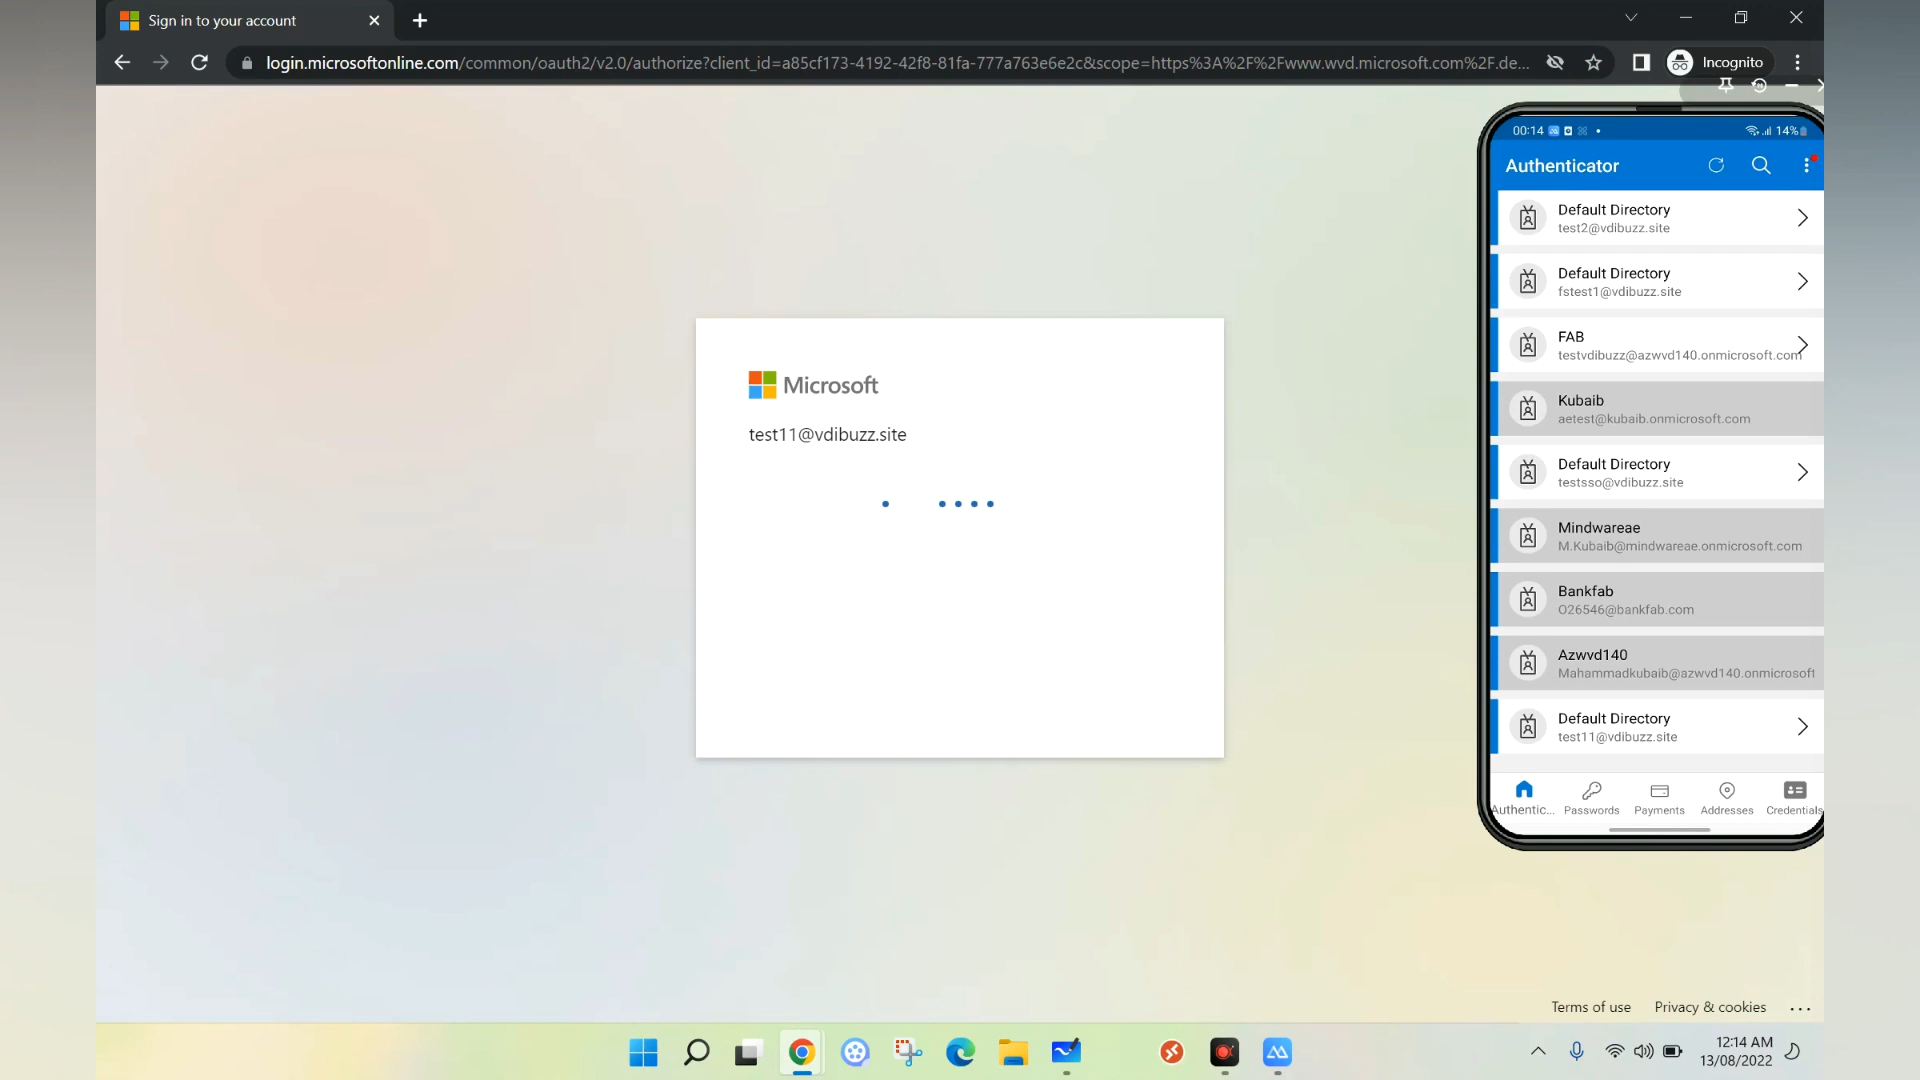 Sign in to your account
login.microsoftonline.com/common/oauth2/v2.0/authorize?client_id=a85cf173-4192-42f8-81fa-777a763e6e2c&scope=https%3A%2F%2Fwww.wvd.microsoft.com%2F.de...
Incognito
Microsoft
test11@vdibuzz.site
00:14
14%
Authenticator
Default Directory
test2@vdibuzz.site
Default Directory
fstest1@vdibuzz.site
FAB
testvdibuzz@azwvd140.onmicrosoft.com
Kubaib
aetest@kubaib.onmicrosoft.com
Default Directory
testsso@vdibuzz.site
Mindwareae
M.Kubaib@mindwareae.onmicrosoft.com
Bankfab
O26546@bankfab.com
Azwvd140
Mahammadkubaib@azwvd140.onmicrosoft
Default Directory
test11@vdibuzz.site
Authentic...
Passwords
Payments
Addresses
Credentials
Terms of use
Privacy & cookies
...
12:14 AM
13/08/2022